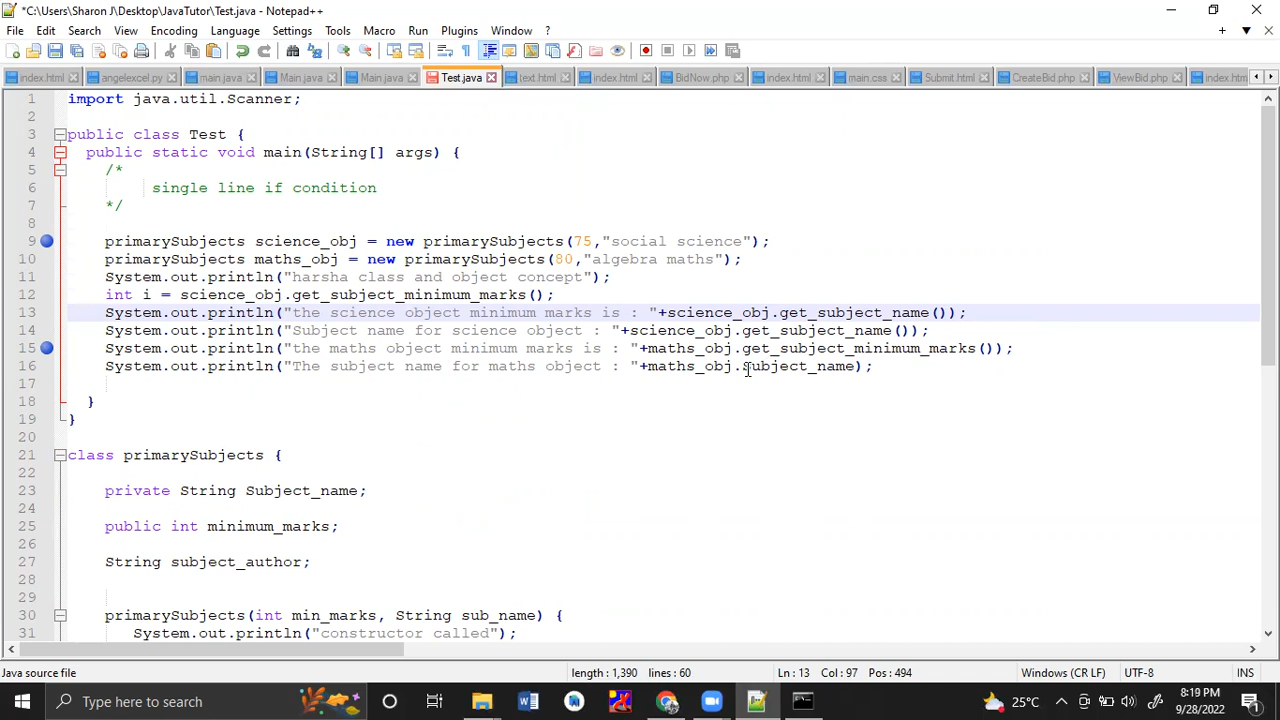 *C:\Users\Sharon J\Desktop\JavaTutor\Test.java - Notepad++
File Edit Search View Encoding Language Settings Tools Macro Run Plugins Window ?
index.html angelexcel.py main.java Main.java Main.java Test.java text.html index.html BidNow.php index.html main.css Submit.html CreateBid.php ViewBid.php index.htm
1 import java.util.Scanner;
2
3 public class Test {
4 public static void main(String[] args) {
5 /*
6 single line if condition
7 */
8
9 primarySubjects science_obj = new primarySubjects(75,"social science");
10 primarySubjects maths_obj = new primarySubjects(80,"algebra maths");
11 System.out.println("harsha class and object concept");
12 int i = science_obj.get_subject_minimum_marks();
13 System.out.println("the science object minimum marks is : "+science_obj.get_subject_name());
14 System.out.println("Subject name for science object : "+science_obj.get_subject_name());
15 System.out.println("the maths object minimum marks is : "+maths_obj.get_subject_minimum_marks());
16 System.out.println("The subject name for maths object : "+maths_obj.Subject_name);
17
18 }
19 }
20
21 class primarySubjects {
22
23 private String Subject_name;
24
25 public int minimum_marks;
26
27 String subject_author;
28
29
30 primarySubjects(int min_marks, String sub_name) {
31 System.out.println("constructor called");
Java source file length : 1,390 lines : 60 Ln : 13 Col : 97 Pos : 494 Windows (CR LF) UTF-8 INS
Type here to search 25°C 8:19 PM
9/28/2022